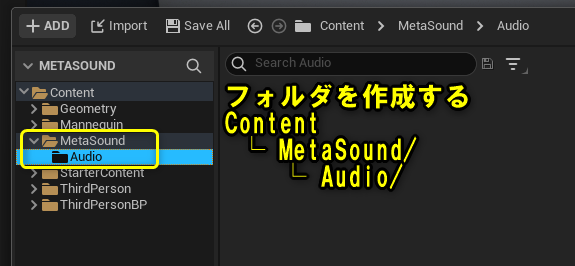 ADD Import Save All Content MetaSound Audio
METASOUND
Search Audio
Content
Geometry
Mannequin
MetaSound
Audio
StarterContent
ThirdPerson
ThirdPersonBP
フォルダを作成する
Content
└ MetaSound/
└ Audio/